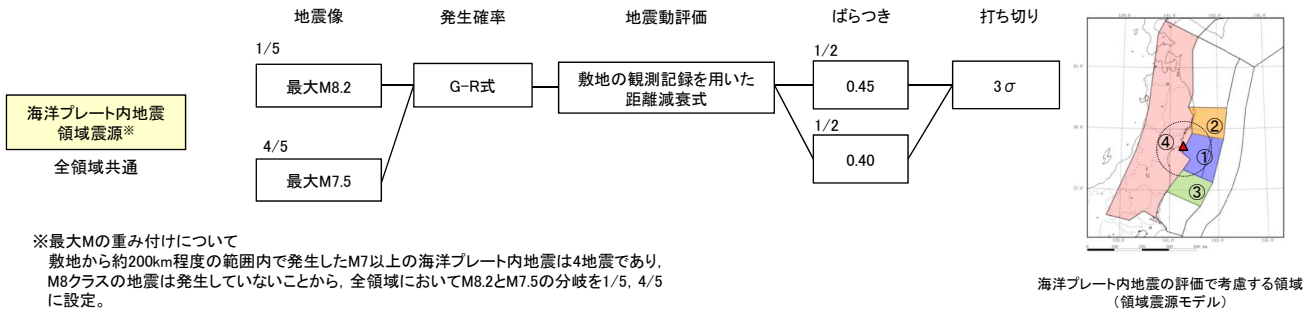 地震像
発生確率
地震動評価
ばらつき
打ち切り
1/5
最大M8.2
G-R式
敷地の観測記録を用いた
距離減衰式
1/2
0.45
3σ
海洋プレート内地震
領域震源※
全領域共通
4/5
最大M7.5
1/2
0.40
②
④
①
③
※最大Mの重み付けについて
敷地から約200km程度の範囲内で発生したM7以上の海洋プレート内地震は4地震であり，
M8クラスの地震は発生していないことから，全領域においてM8.2とM7.5の分岐を1/5，4/5
に設定。
海洋プレート内地震の評価で考慮する領域
（領域震源モデル）